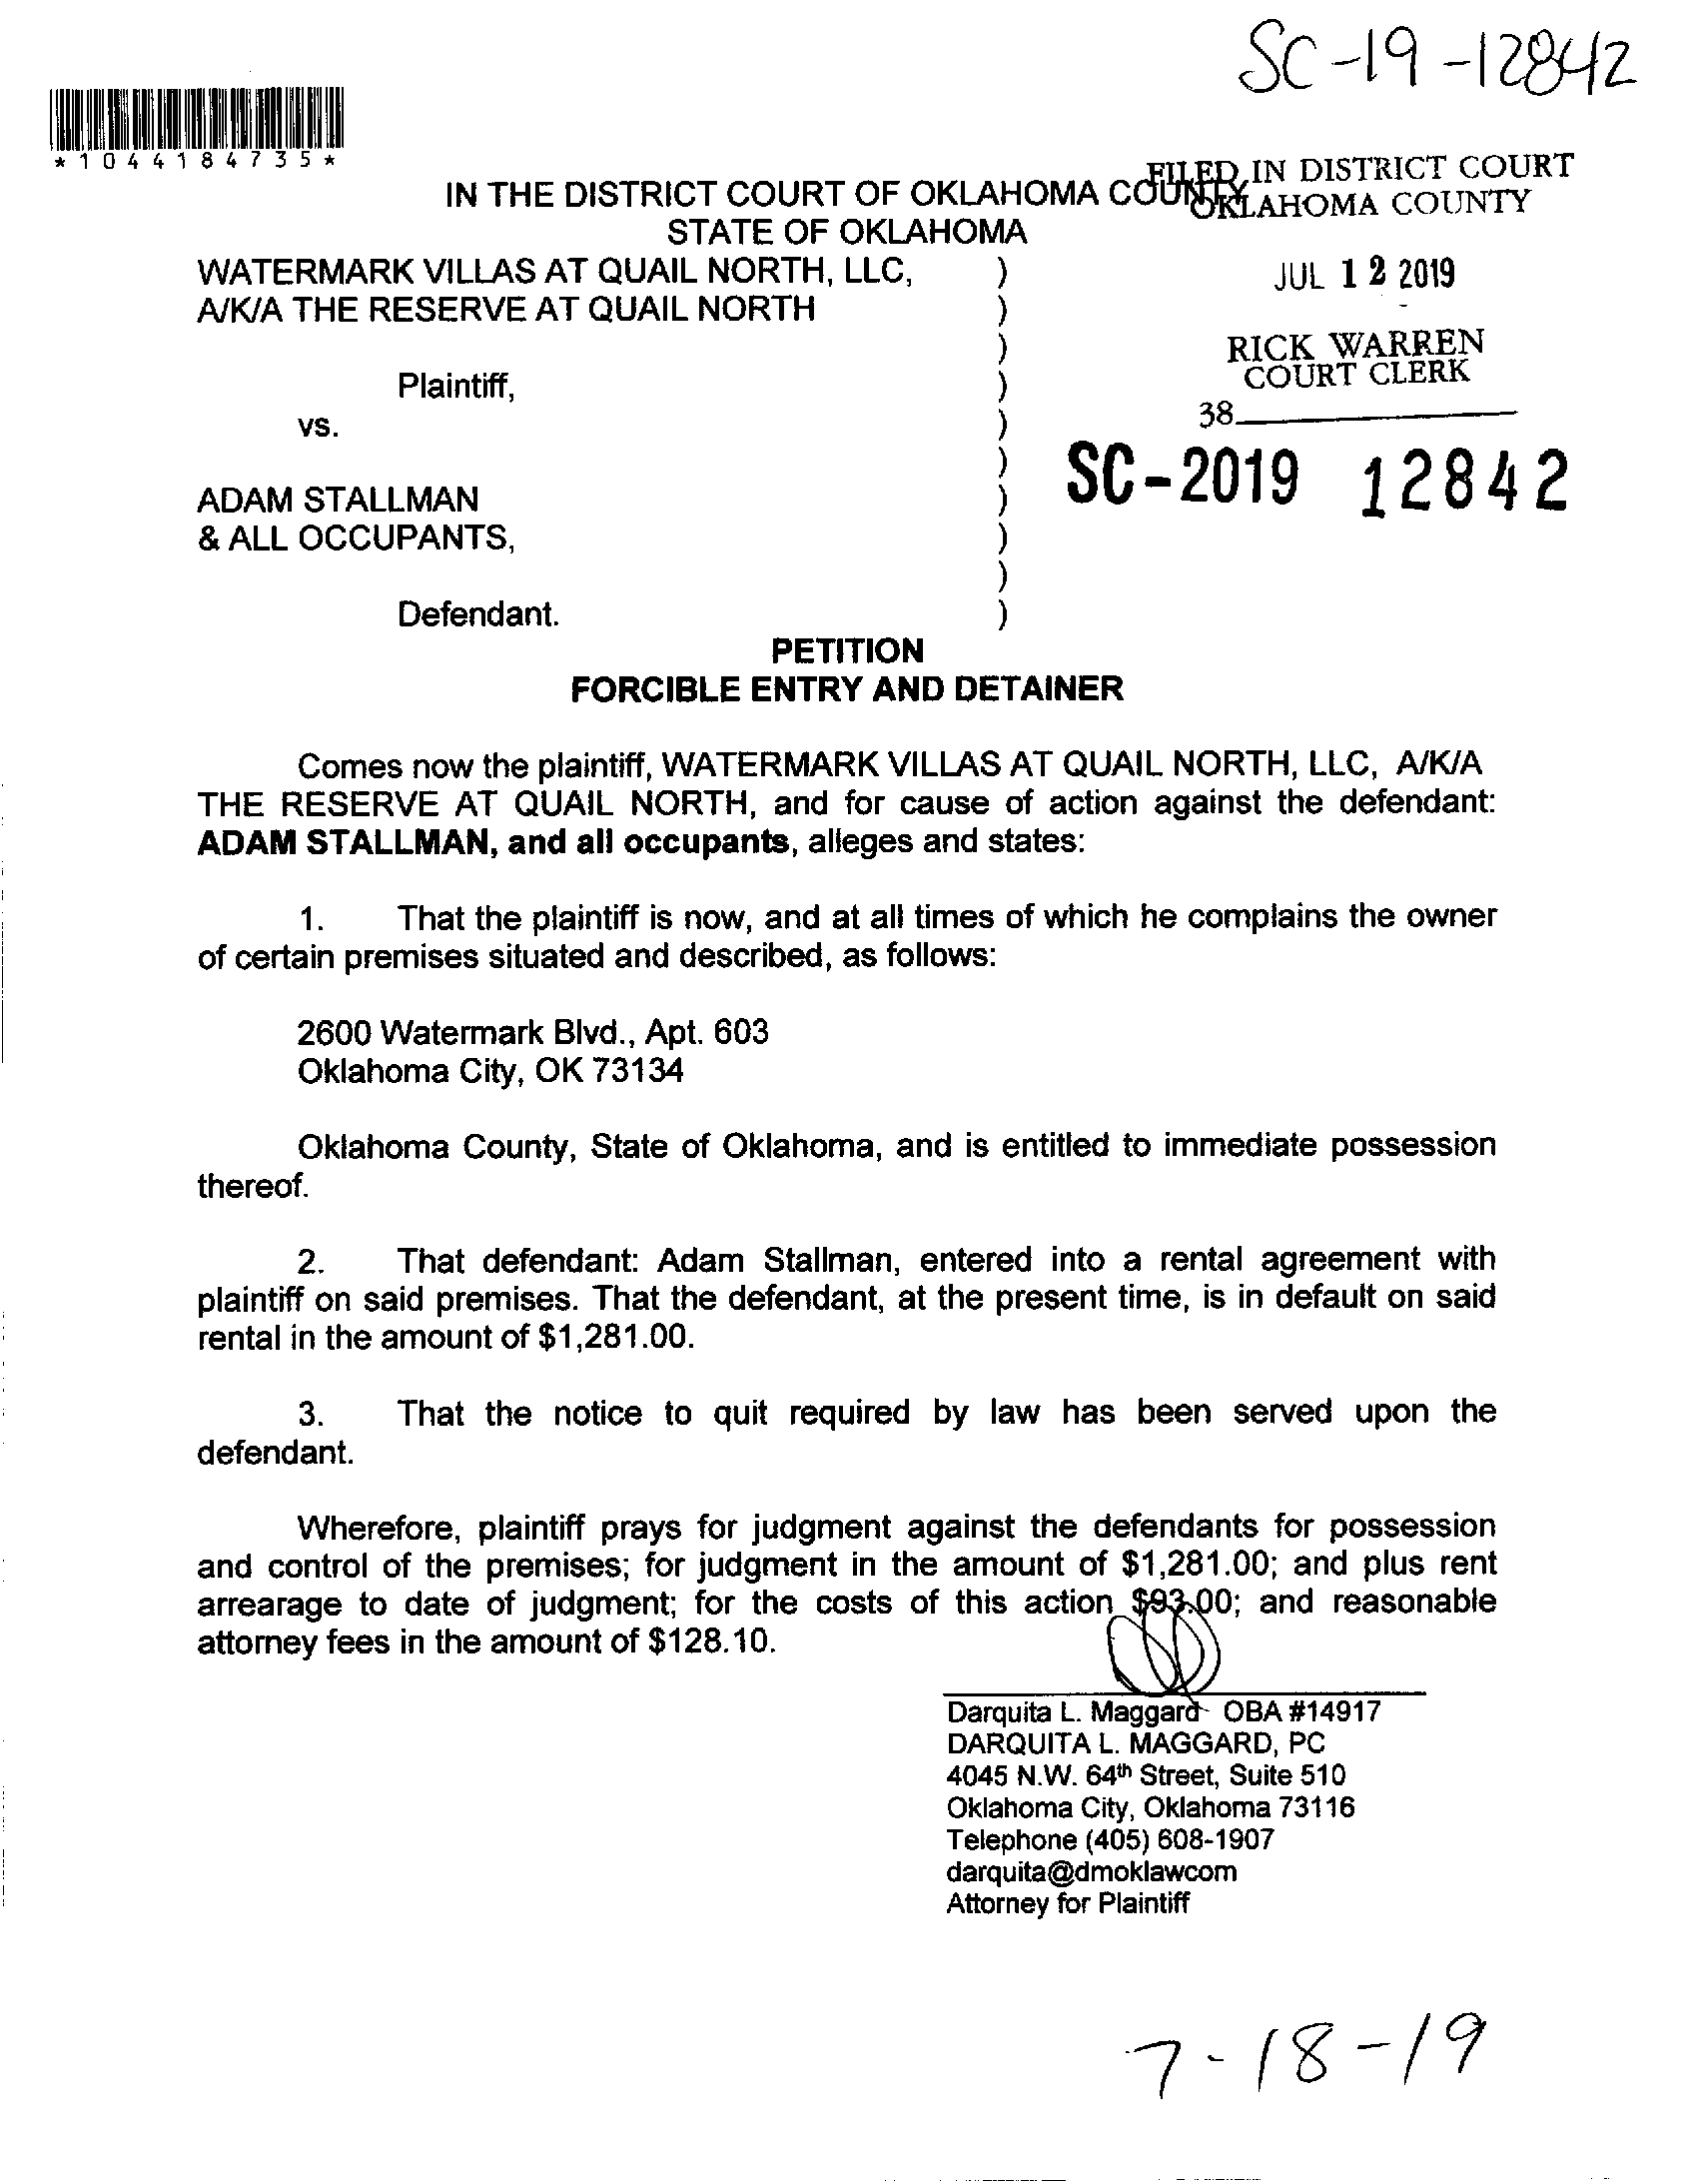 SC-19-12842
*1044184735*
FILED IN DISTRICT COURT
OKLAHOMA COUNTY
IN THE DISTRICT COURT OF OKLAHOMA COUNTY
STATE OF OKLAHOMA
WATERMARK VILLAS AT QUAIL NORTH, LLC, )
A/K/A THE RESERVE AT QUAIL NORTH )
JUL 12 2019
)
RICK WARREN
COURT CLERK
Plaintiff, )
38
vs. )
)
SC-2019 12842
ADAM STALLMAN )
& ALL OCCUPANTS, )
)
Defendant. )
PETITION
FORCIBLE ENTRY AND DETAINER
Comes now the plaintiff, WATERMARK VILLAS AT QUAIL NORTH, LLC, A/K/A
THE RESERVE AT QUAIL NORTH, and for cause of action against the defendant:
ADAM STALLMAN, and all occupants, alleges and states:
1. That the plaintiff is now, and at all times of which he complains the owner
of certain premises situated and described, as follows:
2600 Watermark Blvd., Apt. 603
Oklahoma City, OK 73134
Oklahoma County, State of Oklahoma, and is entitled to immediate possession
thereof.
2. That defendant: Adam Stallman, entered into a rental agreement with
plaintiff on said premises. That the defendant, at the present time, is in default on said
rental in the amount of $1,281.00.
3. That the notice to quit required by law has been served upon the
defendant.
Wherefore, plaintiff prays for judgment against the defendants for possession
and control of the premises; for judgment in the amount of $1,281.00; and plus rent
arrearage to date of judgment; for the costs of this action $93.00; and reasonable
attorney fees in the amount of $128.10.
Darquita L. Maggard OBA #14917
DARQUITA L. MAGGARD, PC
4045 N.W. 64th Street, Suite 510
Oklahoma City, Oklahoma 73116
Telephone (405) 608-1907
darquita@dmoklawcom
Attorney for Plaintiff
7-18-19